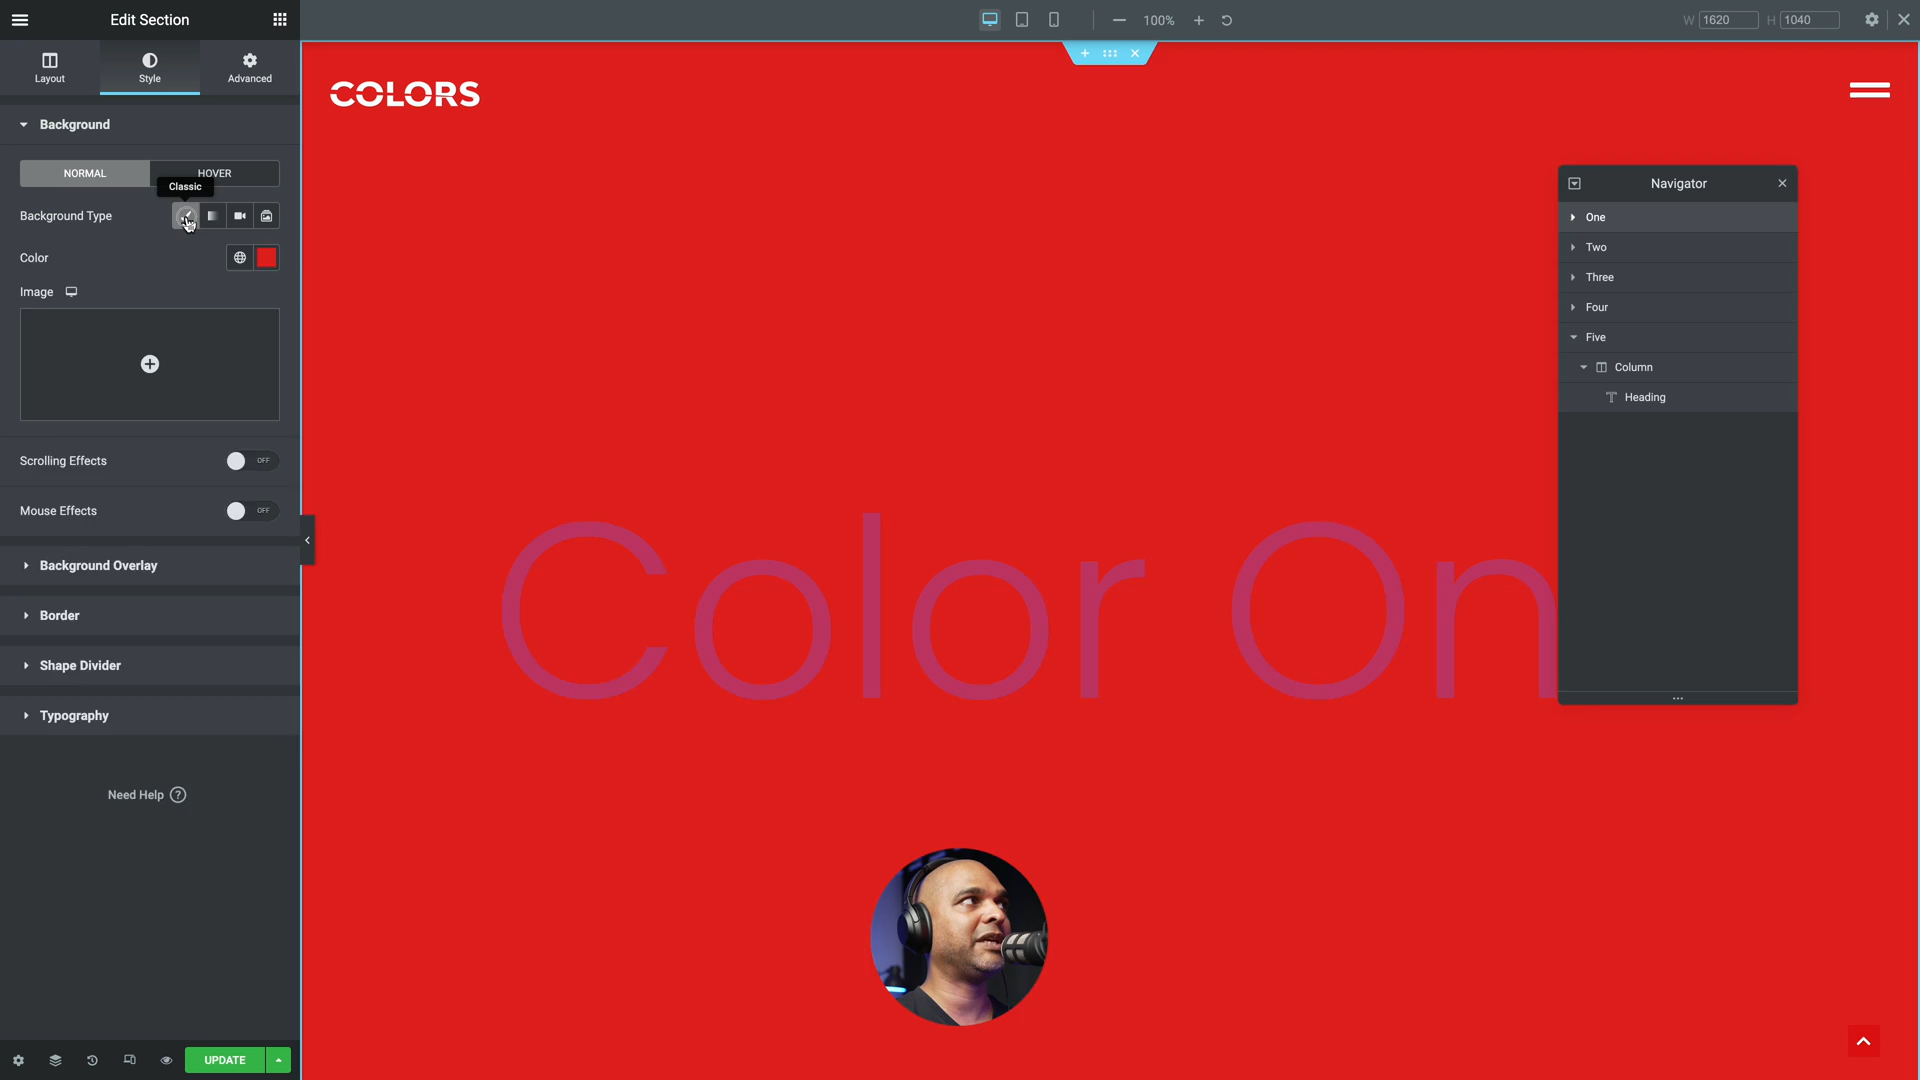 Edit Section
100%
W 1620 H 1040
Layout
Style
Advanced
COLORS
Background
NORMAL
HOVER
Classic
Background Type
Color
Image
Scrolling Effects
OFF
Mouse Effects
OFF
Background Overlay
Border
Shape Divider
Typography
Need Help ?
UPDATE
Color On
Navigator
One
Two
Three
Four
Five
Column
Heading